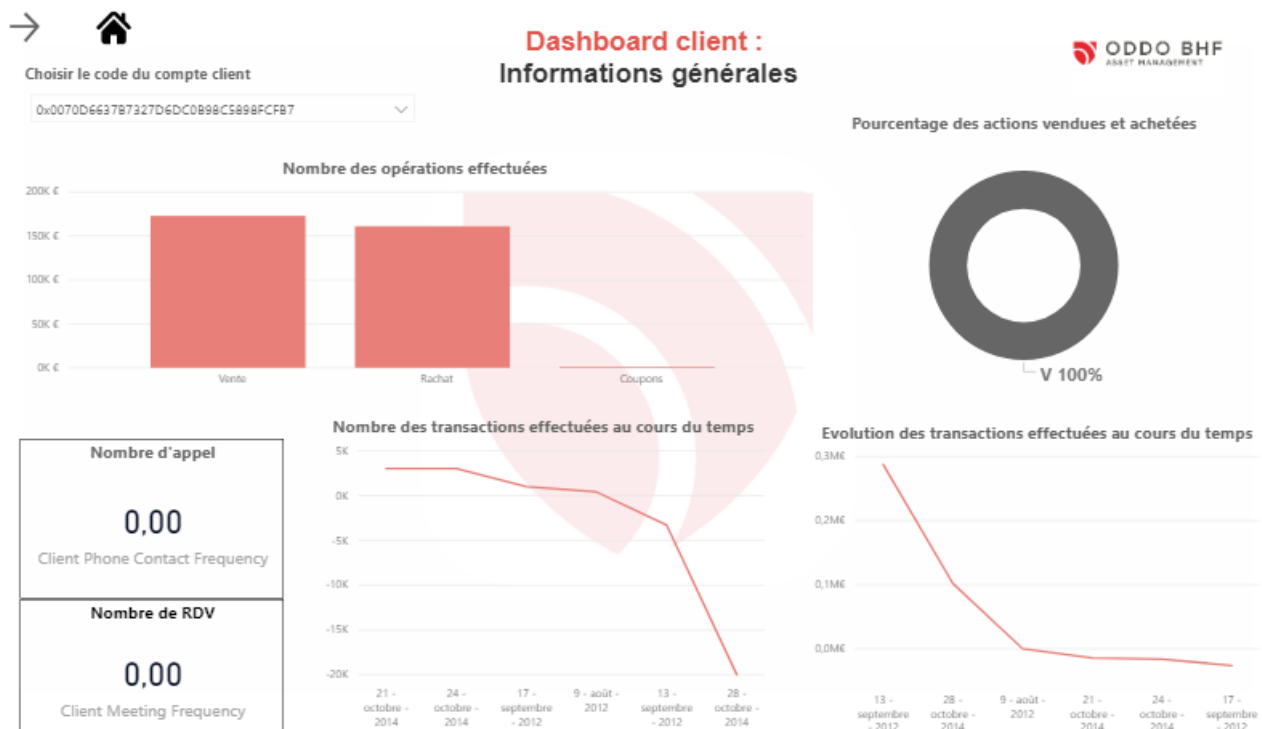 Dashboard client :
Informations générales
ODDO BHF
ASSET MANAGEMENT
Choisir le code du compte client
0x0070D6637B7327D6DC0B98C5898FCFB7
Nombre des opérations effectuées
200K €
150K €
100K €
50K €
0K €
Vente
Rachat
Coupons
Pourcentage des actions vendues et achetées
V 100%
Nombre d'appel
0,00
Client Phone Contact Frequency
Nombre de RDV
0,00
Client Meeting Frequency
Nombre des transactions effectuées au cours du temps
5K
0K
-5K
-10K
-15K
-20K
21 -
octobre -
2014
24 -
octobre -
2014
17 -
septembre
- 2012
9 - août -
2012
13 -
septembre
- 2012
28 -
octobre -
2014
Evolution des transactions effectuées au cours du temps
0,3M€
0,2M€
0,1M€
0,0M€
13 -
septembre
- 2012
28 -
octobre -
2014
9 - août -
2012
21 -
octobre -
2014
24 -
octobre -
2014
17 -
septembre
- 2012